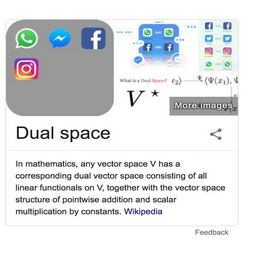 What is a Dual Space?
V*
More images
Dual space
In mathematics, any vector space V has a
corresponding dual vector space consisting of all
linear functionals on V, together with the vector space
structure of pointwise addition and scalar
multiplication by constants. Wikipedia
Feedback